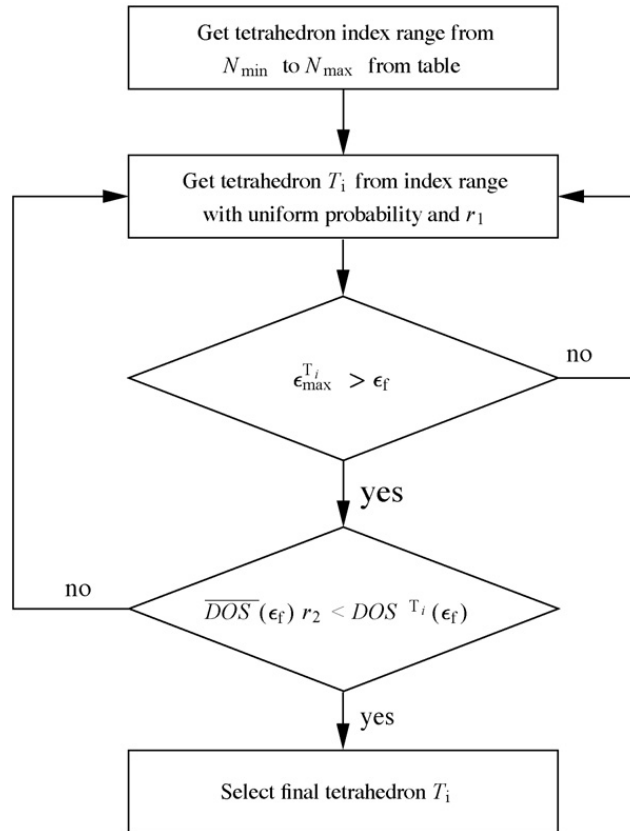 Get tetrahedron index range from
N_min to N_max from table
Get tetrahedron T_i from index range
with uniform probability and r_1
ϵ_max^{T_i} > ϵ_f
no
yes
no
\overline{DOS}(ϵ_f) r_2 < DOS^{T_i}(ϵ_f)
yes
Select final tetrahedron T_i